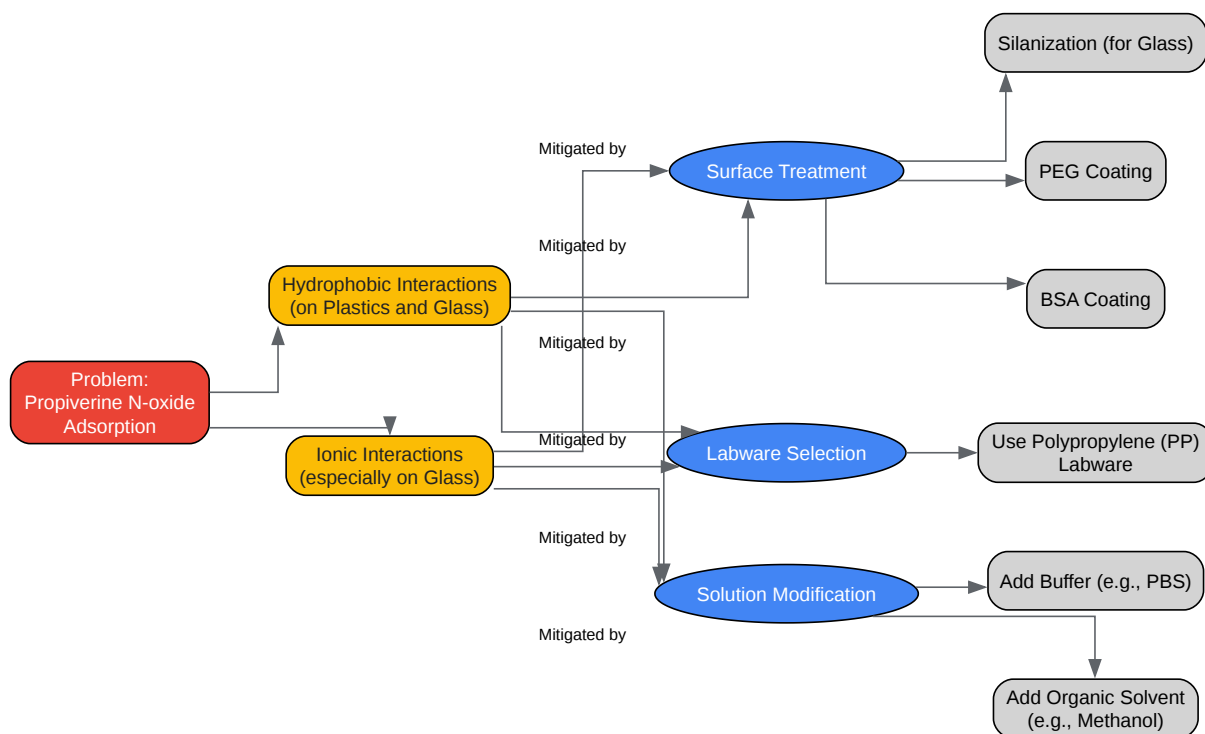 Problem:
Propiverine N-oxide
Adsorption
Hydrophobic Interactions
(on Plastics and Glass)
Ionic Interactions
(especially on Glass)
Mitigated by
Mitigated by
Mitigated by
Mitigated by
Mitigated by
Mitigated by
Surface Treatment
Labware Selection
Solution Modification
Silanization (for Glass)
PEG Coating
BSA Coating
Use Polypropylene (PP)
Labware
Add Buffer (e.g., PBS)
Add Organic Solvent
(e.g., Methanol)